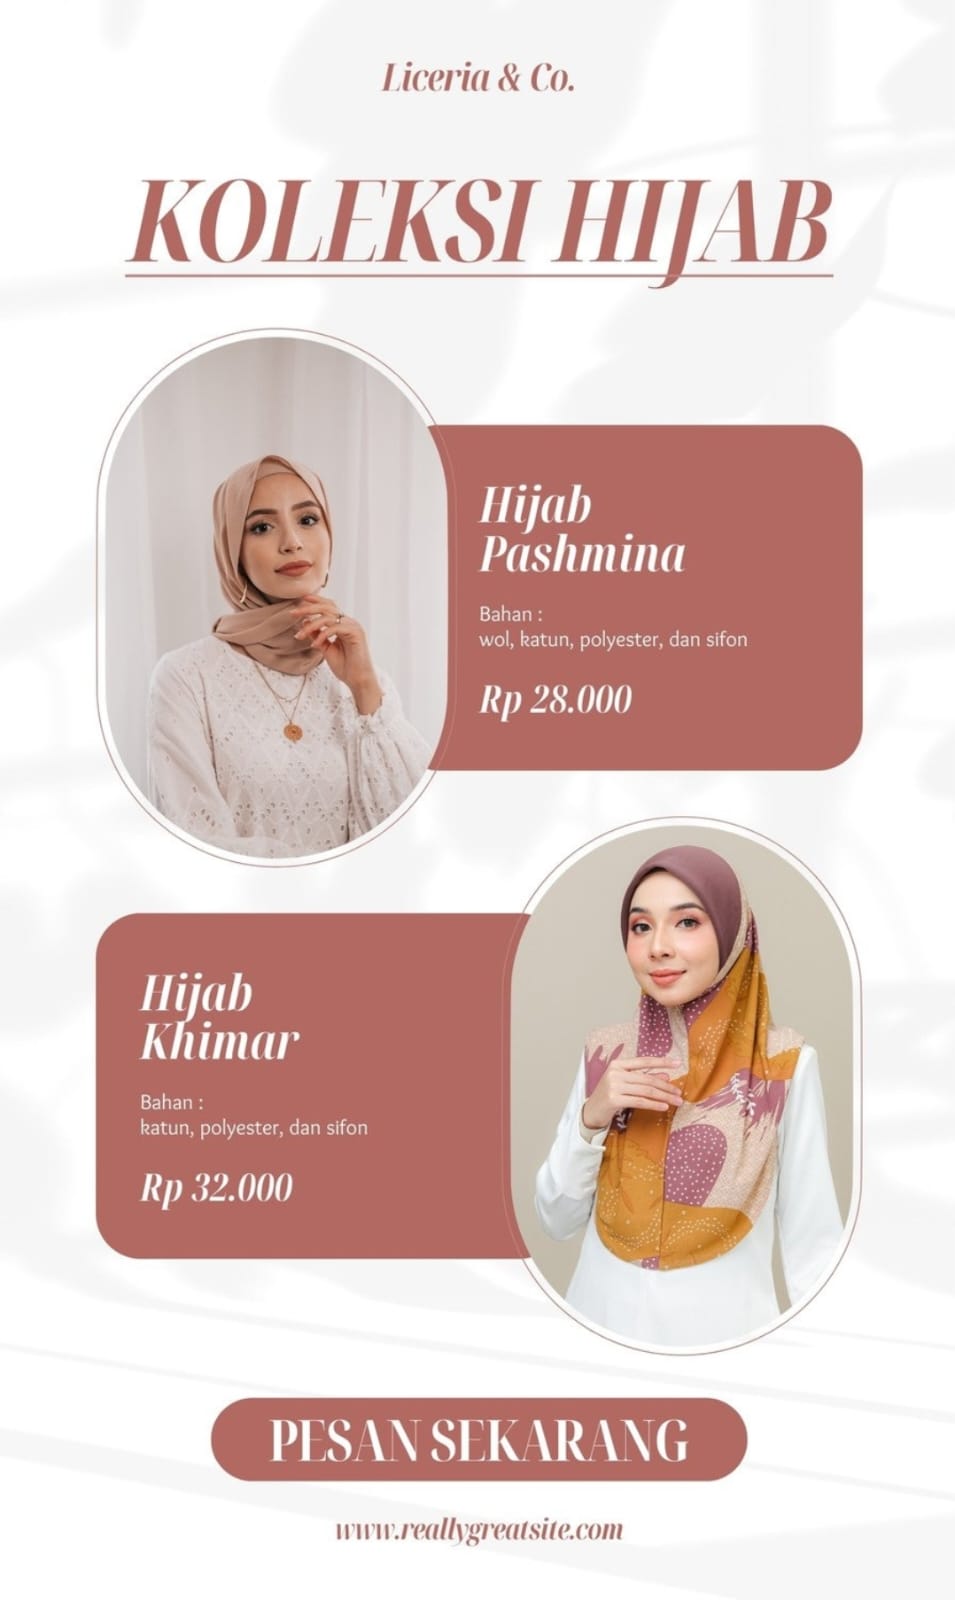 Liceria & Co.
KOLEKSI HIJAB
Hijab
Pashmina
Bahan :
wol, katun, polyester, dan sifon
Rp 28.000
Hijab
Khimar
Bahan :
katun, polyester, dan sifon
Rp 32.000
PESAN SEKARANG
www.reallygreatsite.com